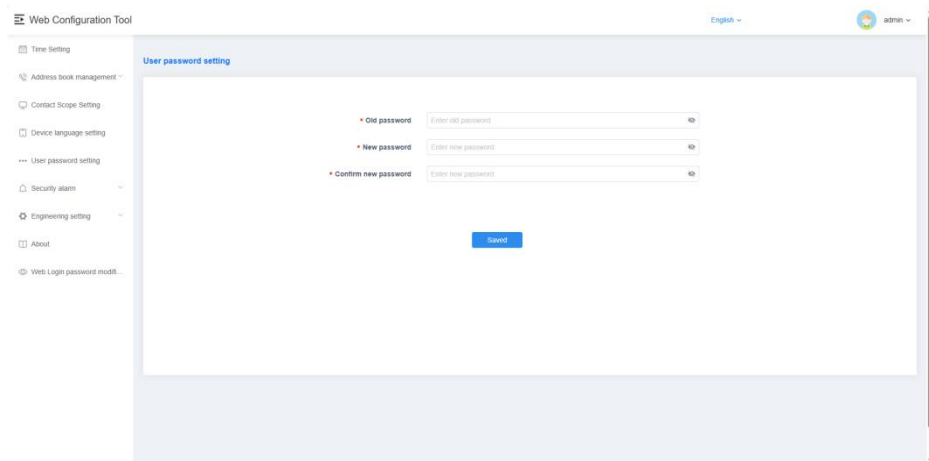 Web Configuration Tool
English
admin
Time Setting
Address book management
Contact Scope Setting
Device language setting
User password setting
Security alarm
Engineering setting
About
Web Login password modifi...
User password setting
* Old password
Enter old password
* New password
Enter new password
* Confirm new password
Enter new password
Saved